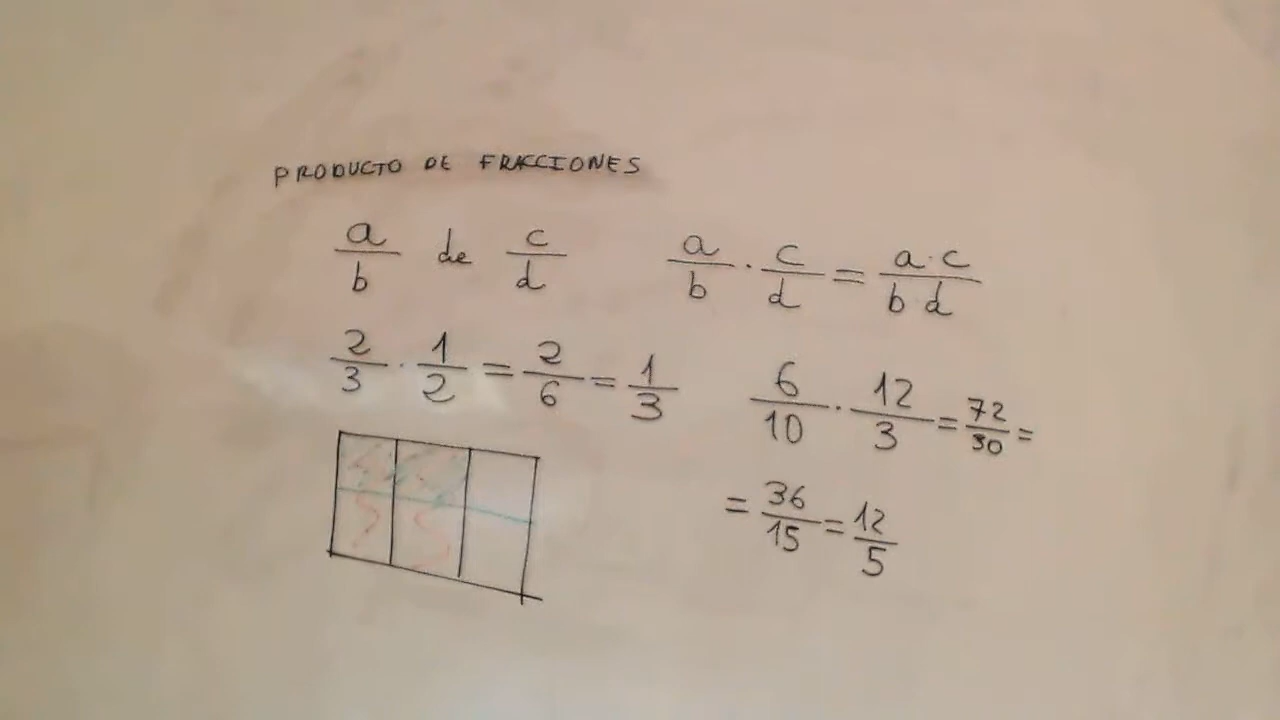 PRODUCTO DE FRACCIONES
a/b de c/d
a/b · c/d = a·c/b·d
2/3 · 1/2 = 2/6 = 1/3
6/10 · 12/3 = 72/30 =
= 36/15 = 12/5